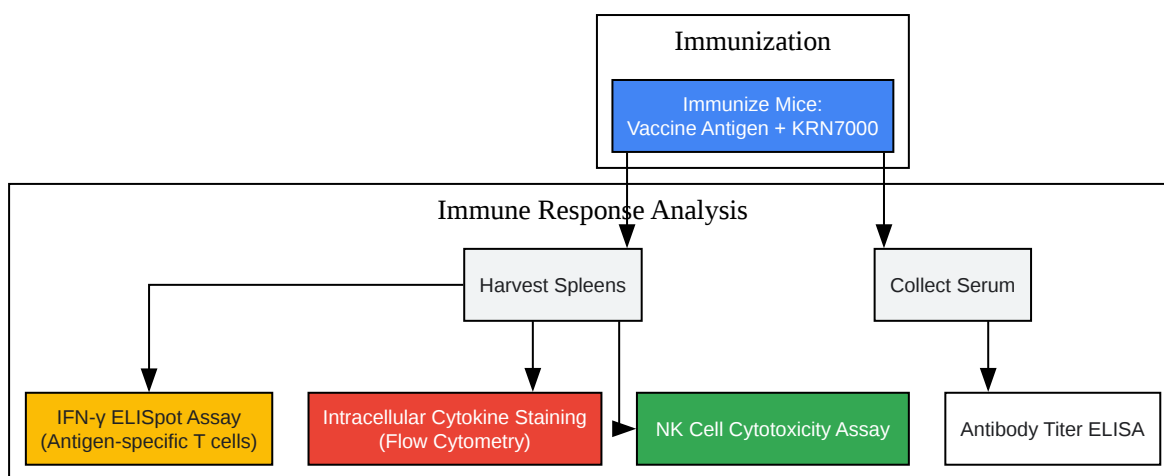 Immunization
Immunize Mice:
Vaccine Antigen + KRN7000
Immune Response Analysis
Harvest Spleens
Collect Serum
IFN-γ ELISpot Assay
(Antigen-specific T cells)
Intracellular Cytokine Staining
(Flow Cytometry)
NK Cell Cytotoxicity Assay
Antibody Titer ELISA